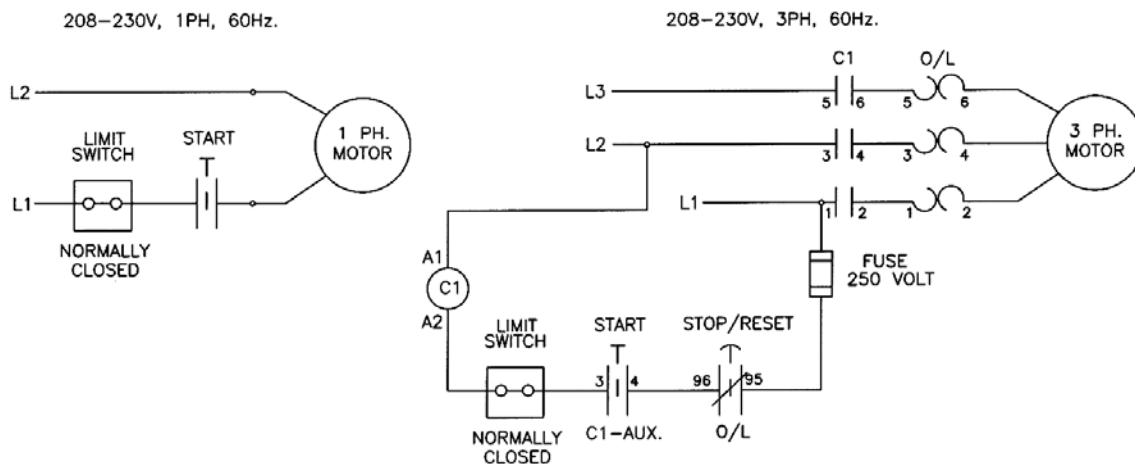 208-230V, 1PH, 60Hz.
L2
1 PH.
MOTOR
LIMIT
SWITCH
START
L1
NORMALLY
CLOSED
208-230V, 3PH, 60Hz.
C1
O/L
L3
5
6
5
6
L2
3
4
3
4
3 PH.
MOTOR
L1
1
2
1
2
FUSE
250 VOLT
A1
C1
A2
LIMIT
SWITCH
START
STOP/RESET
3
4
96
95
NORMALLY
CLOSED
C1-AUX.
O/L